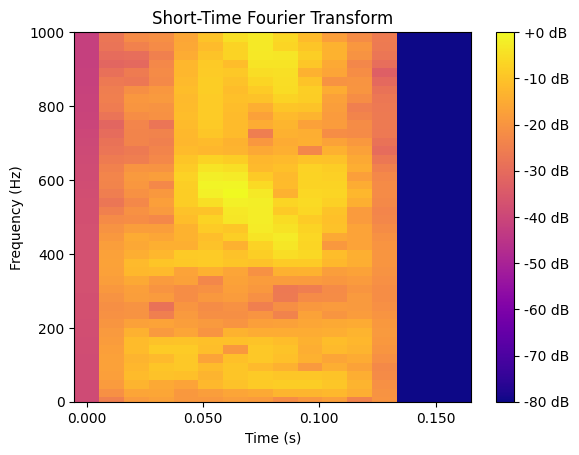 Short-Time Fourier Transform
1000
800
600
400
200
0
Frequency (Hz)
0.000
0.050
0.100
0.150
Time (s)
+0 dB
-10 dB
-20 dB
-30 dB
-40 dB
-50 dB
-60 dB
-70 dB
-80 dB